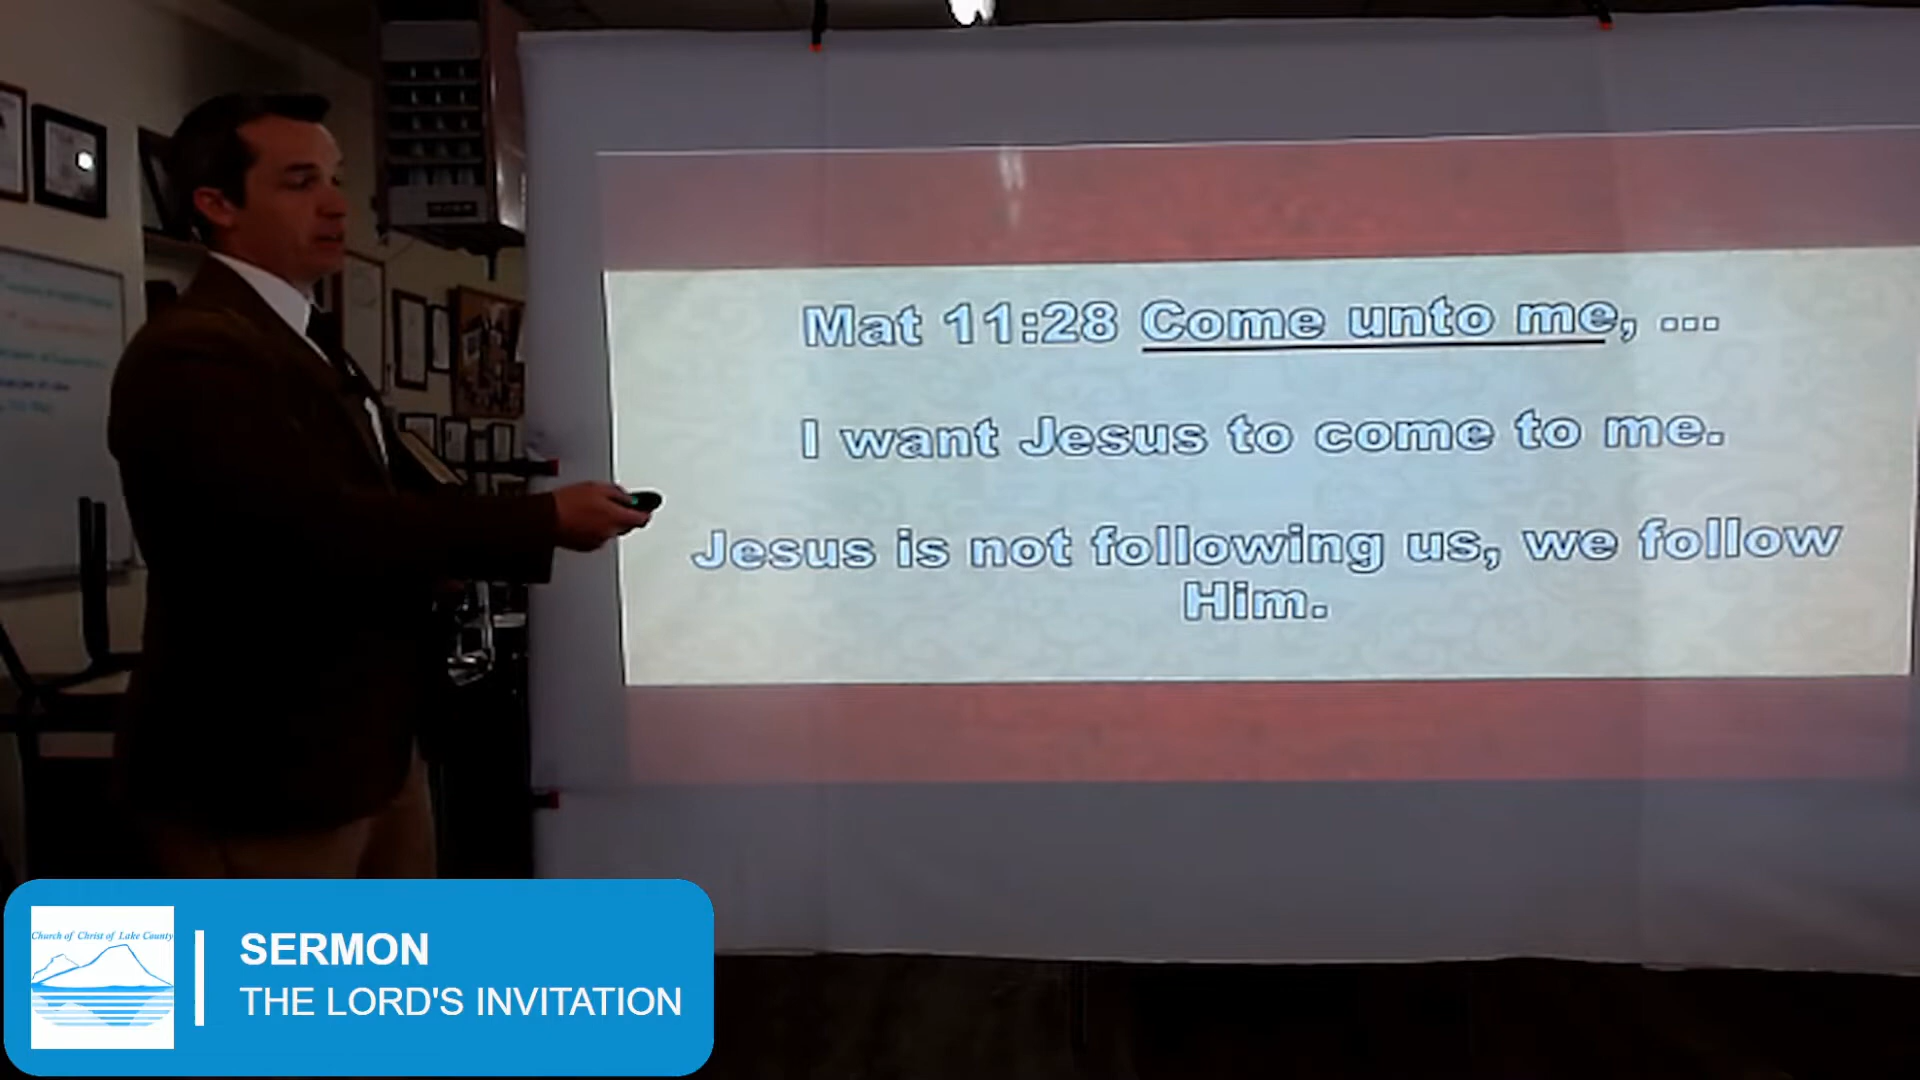 Mat 11:28 Come unto me, ...
I want Jesus to come to me.
Jesus is not following us, we follow
Him.
Church of Christ of Lake County
SERMON
THE LORD'S INVITATION